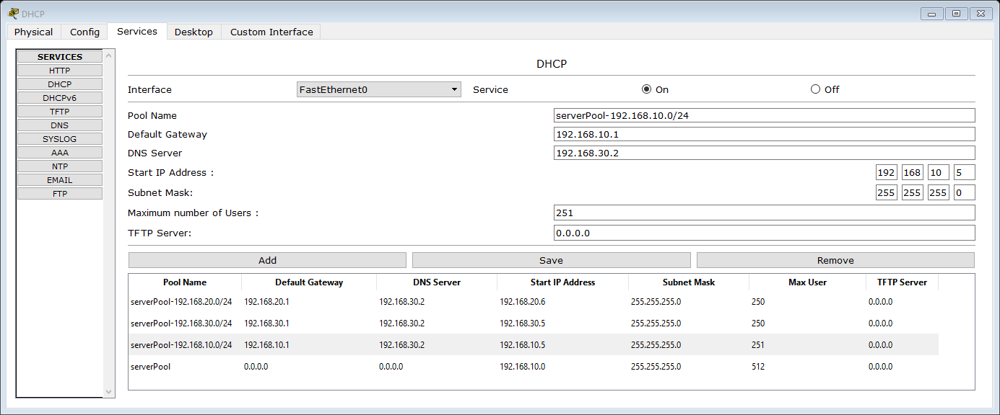 DHCP
Physical Config Services Desktop Custom Interface
SERVICES
HTTP
DHCP
DHCPv6
TFTP
DNS
SYSLOG
AAA
NTP
EMAIL
FTP
DHCP
Interface FastEthernet0 Service On Off
Pool Name serverPool-192.168.10.0/24
Default Gateway 192.168.10.1
DNS Server 192.168.30.2
Start IP Address : 192 168 10 5
Subnet Mask: 255 255 255 0
Maximum number of Users : 251
TFTP Server: 0.0.0.0
Add Save Remove
Pool Name Default Gateway DNS Server Start IP Address Subnet Mask Max User TFTP Server
serverPool-192.168.20.0/24 192.168.20.1 192.168.30.2 192.168.20.6 255.255.255.0 250 0.0.0.0
serverPool-192.168.30.0/24 192.168.30.1 192.168.30.2 192.168.30.5 255.255.255.0 250 0.0.0.0
serverPool-192.168.10.0/24 192.168.10.1 192.168.30.2 192.168.10.5 255.255.255.0 251 0.0.0.0
serverPool 0.0.0.0 0.0.0.0 192.168.10.0 255.255.255.0 512 0.0.0.0